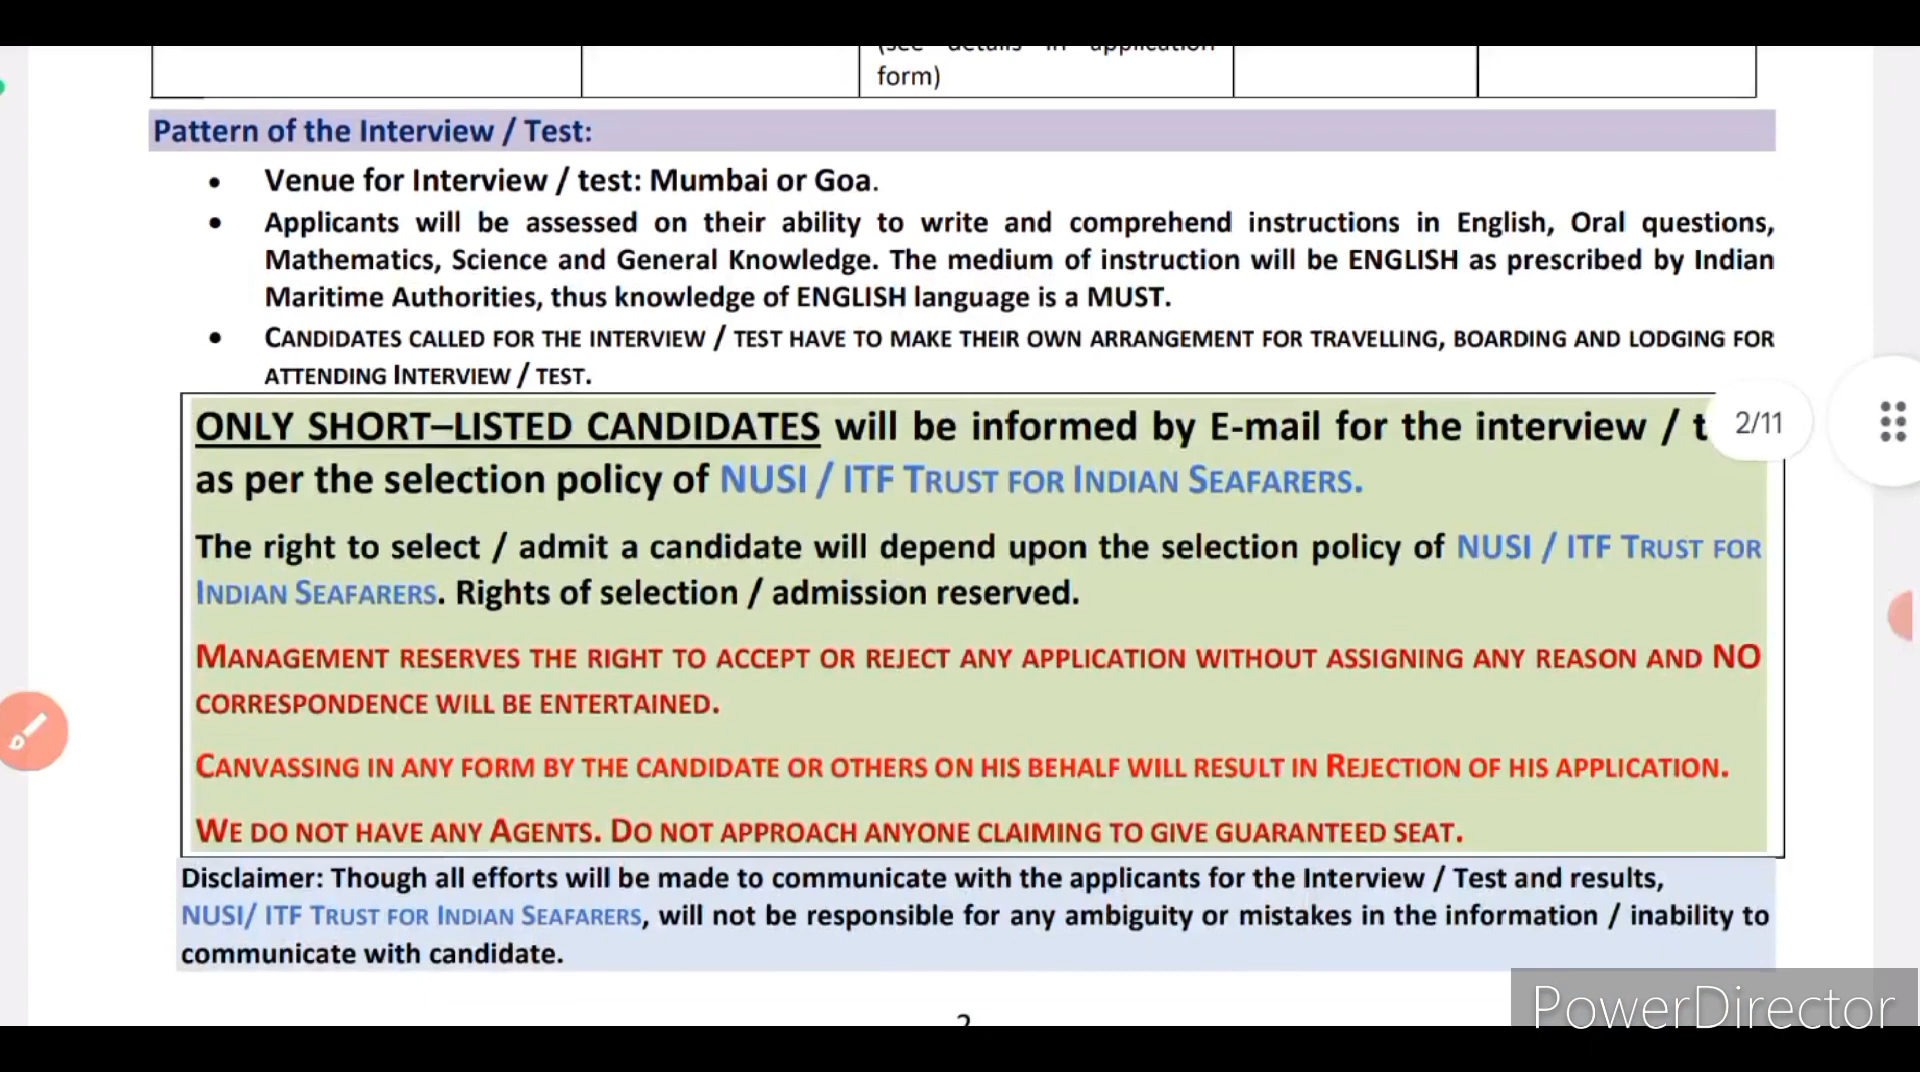 (see details in application
form)
Pattern of the Interview / Test:
• Venue for Interview / test: Mumbai or Goa.
• Applicants will be assessed on their ability to write and comprehend instructions in English, Oral questions,
Mathematics, Science and General Knowledge. The medium of instruction will be ENGLISH as prescribed by Indian
Maritime Authorities, thus knowledge of ENGLISH language is a MUST.
• CANDIDATES CALLED FOR THE INTERVIEW / TEST HAVE TO MAKE THEIR OWN ARRANGEMENT FOR TRAVELLING, BOARDING AND LODGING FOR
ATTENDING INTERVIEW / TEST.
ONLY SHORT–LISTED CANDIDATES will be informed by E-mail for the interview / t
2/11
as per the selection policy of NUSI / ITF TRUST FOR INDIAN SEAFARERS.
The right to select / admit a candidate will depend upon the selection policy of NUSI / ITF TRUST FOR
INDIAN SEAFARERS. Rights of selection / admission reserved.
MANAGEMENT RESERVES THE RIGHT TO ACCEPT OR REJECT ANY APPLICATION WITHOUT ASSIGNING ANY REASON AND NO
CORRESPONDENCE WILL BE ENTERTAINED.
CANVASSING IN ANY FORM BY THE CANDIDATE OR OTHERS ON HIS BEHALF WILL RESULT IN REJECTION OF HIS APPLICATION.
WE DO NOT HAVE ANY AGENTS. DO NOT APPROACH ANYONE CLAIMING TO GIVE GUARANTEED SEAT.
Disclaimer: Though all efforts will be made to communicate with the applicants for the Interview / Test and results,
NUSI/ ITF TRUST FOR INDIAN SEAFARERS, will not be responsible for any ambiguity or mistakes in the information / inability to
communicate with candidate.
2
PowerDirector